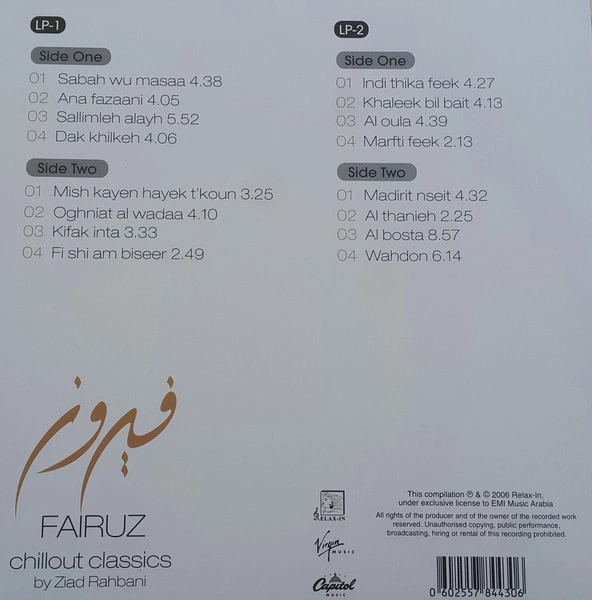 LP-1
Side One
01 Sabah wu masaa 4.38
02 Ana fazaani 4.05
03 Sallimleh alayh 5.52
04 Dak khilkeh 4.06
Side Two
01 Mish kayen hayek t'koun 3.25
02 Oghniat al wadaa 4.10
03 Kifak inta 3.33
04 Fi shi am biseer 2.49
LP-2
Side One
01 Indi thika feek 4.27
02 Khaleek bil bait 4.13
03 Al oula 4.39
04 Marfti feek 2.13
Side Two
01 Madirit nseit 4.32
02 Al thanieh 2.25
03 Al bosta 8.57
04 Wahdon 6.14
فيروز
FAIRUZ
chillout classics
by Ziad Rahbani
RELAX-IN
Virgin
MUSIC
Capitol
MUSIC
This compilation ℗ & © 2006 Relax-In,
under exclusive license to EMI Music Arabia
All rights of the producer and of the owner of the recorded work
reserved. Unauthorised copying, public performance,
broadcasting, hiring or rental of this recording prohibited.
0 602557 844306